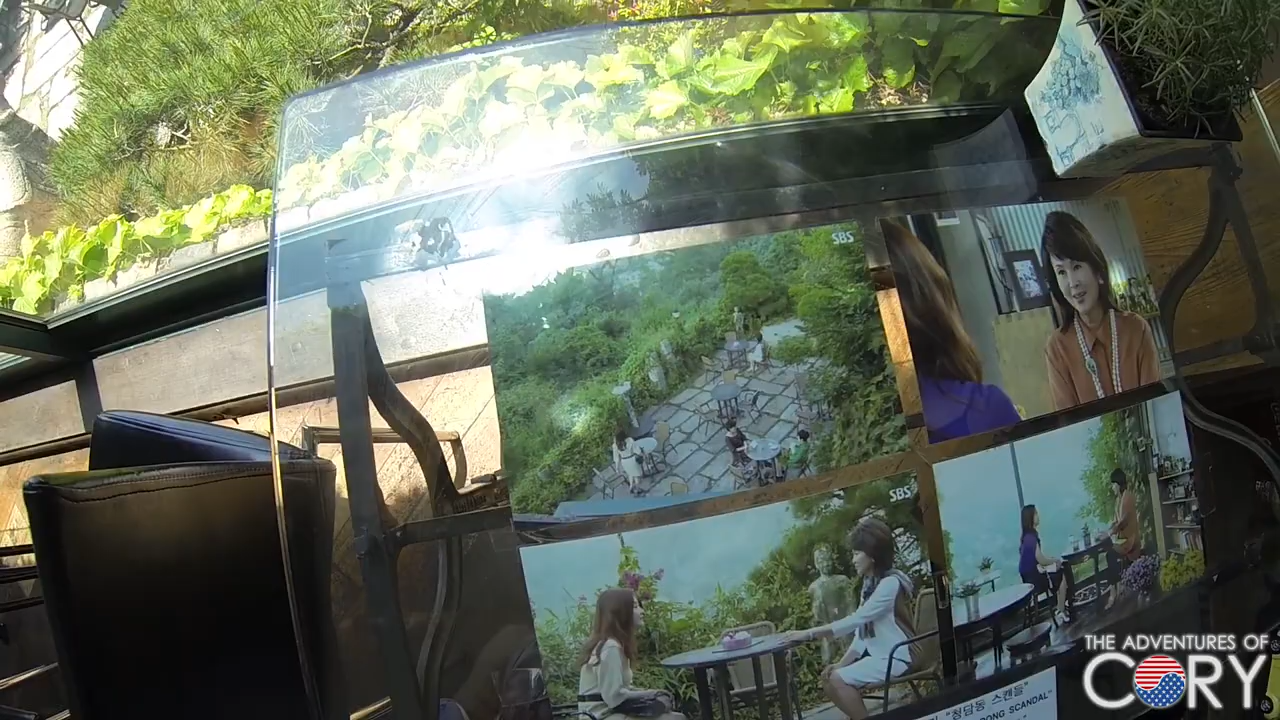 SBS
SBS
"청담동 스캔들"
DONG SCANDAL"
THE ADVENTURES OF
CORY